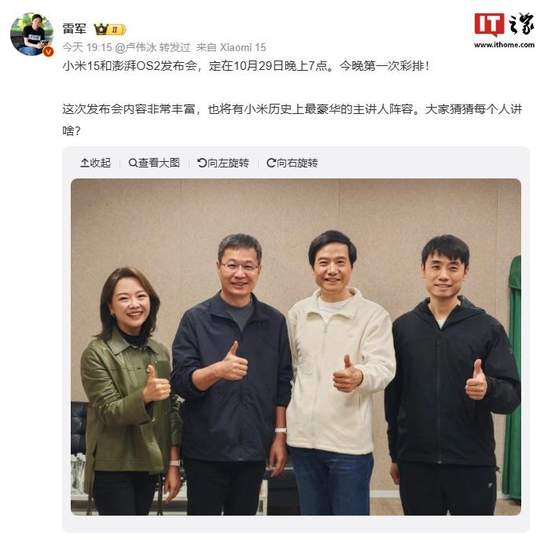 雷军 II
IT之家
www.ithome.com
今天 19:15 @卢伟冰 转发过 来自 Xiaomi 15
小米15和澎湃OS2发布会，定在10月29日晚上7点。今晚第一次彩排！
这次发布会内容非常丰富，也将有小米历史上最豪华的主讲人阵容。大家猜猜每个人讲
啥？
收起 查看大图 向左旋转 向右旋转